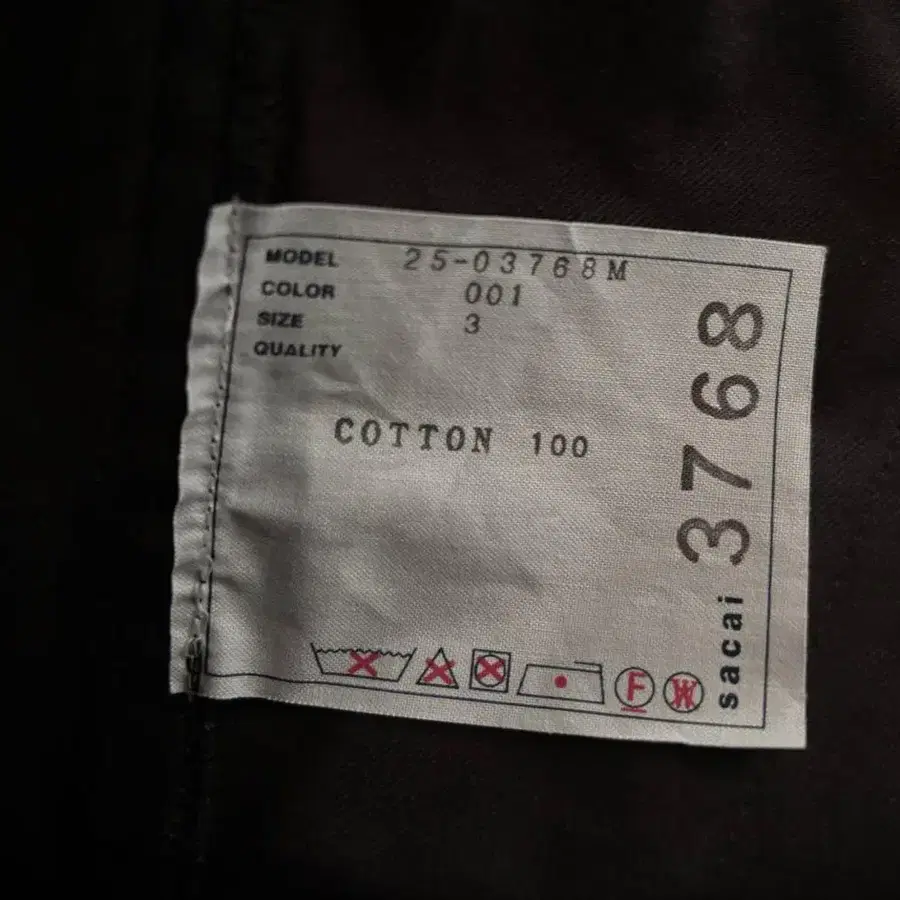 MODEL 25-03768M
COLOR 001
SIZE 3
QUALITY
COTTON 100
F
W
sacai 3768